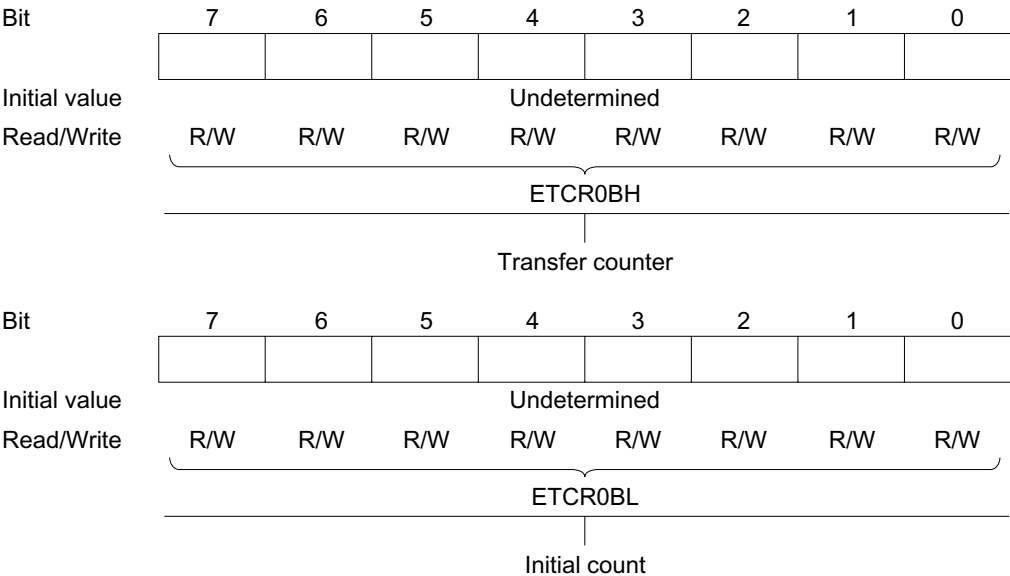 Bit 7 6 5 4 3 2 1 0
Initial value Undetermined
Read/Write R/W R/W R/W R/W R/W R/W R/W R/W
ETCR0BH
Transfer counter
Bit 7 6 5 4 3 2 1 0
Initial value Undetermined
Read/Write R/W R/W R/W R/W R/W R/W R/W R/W
ETCR0BL
Initial count